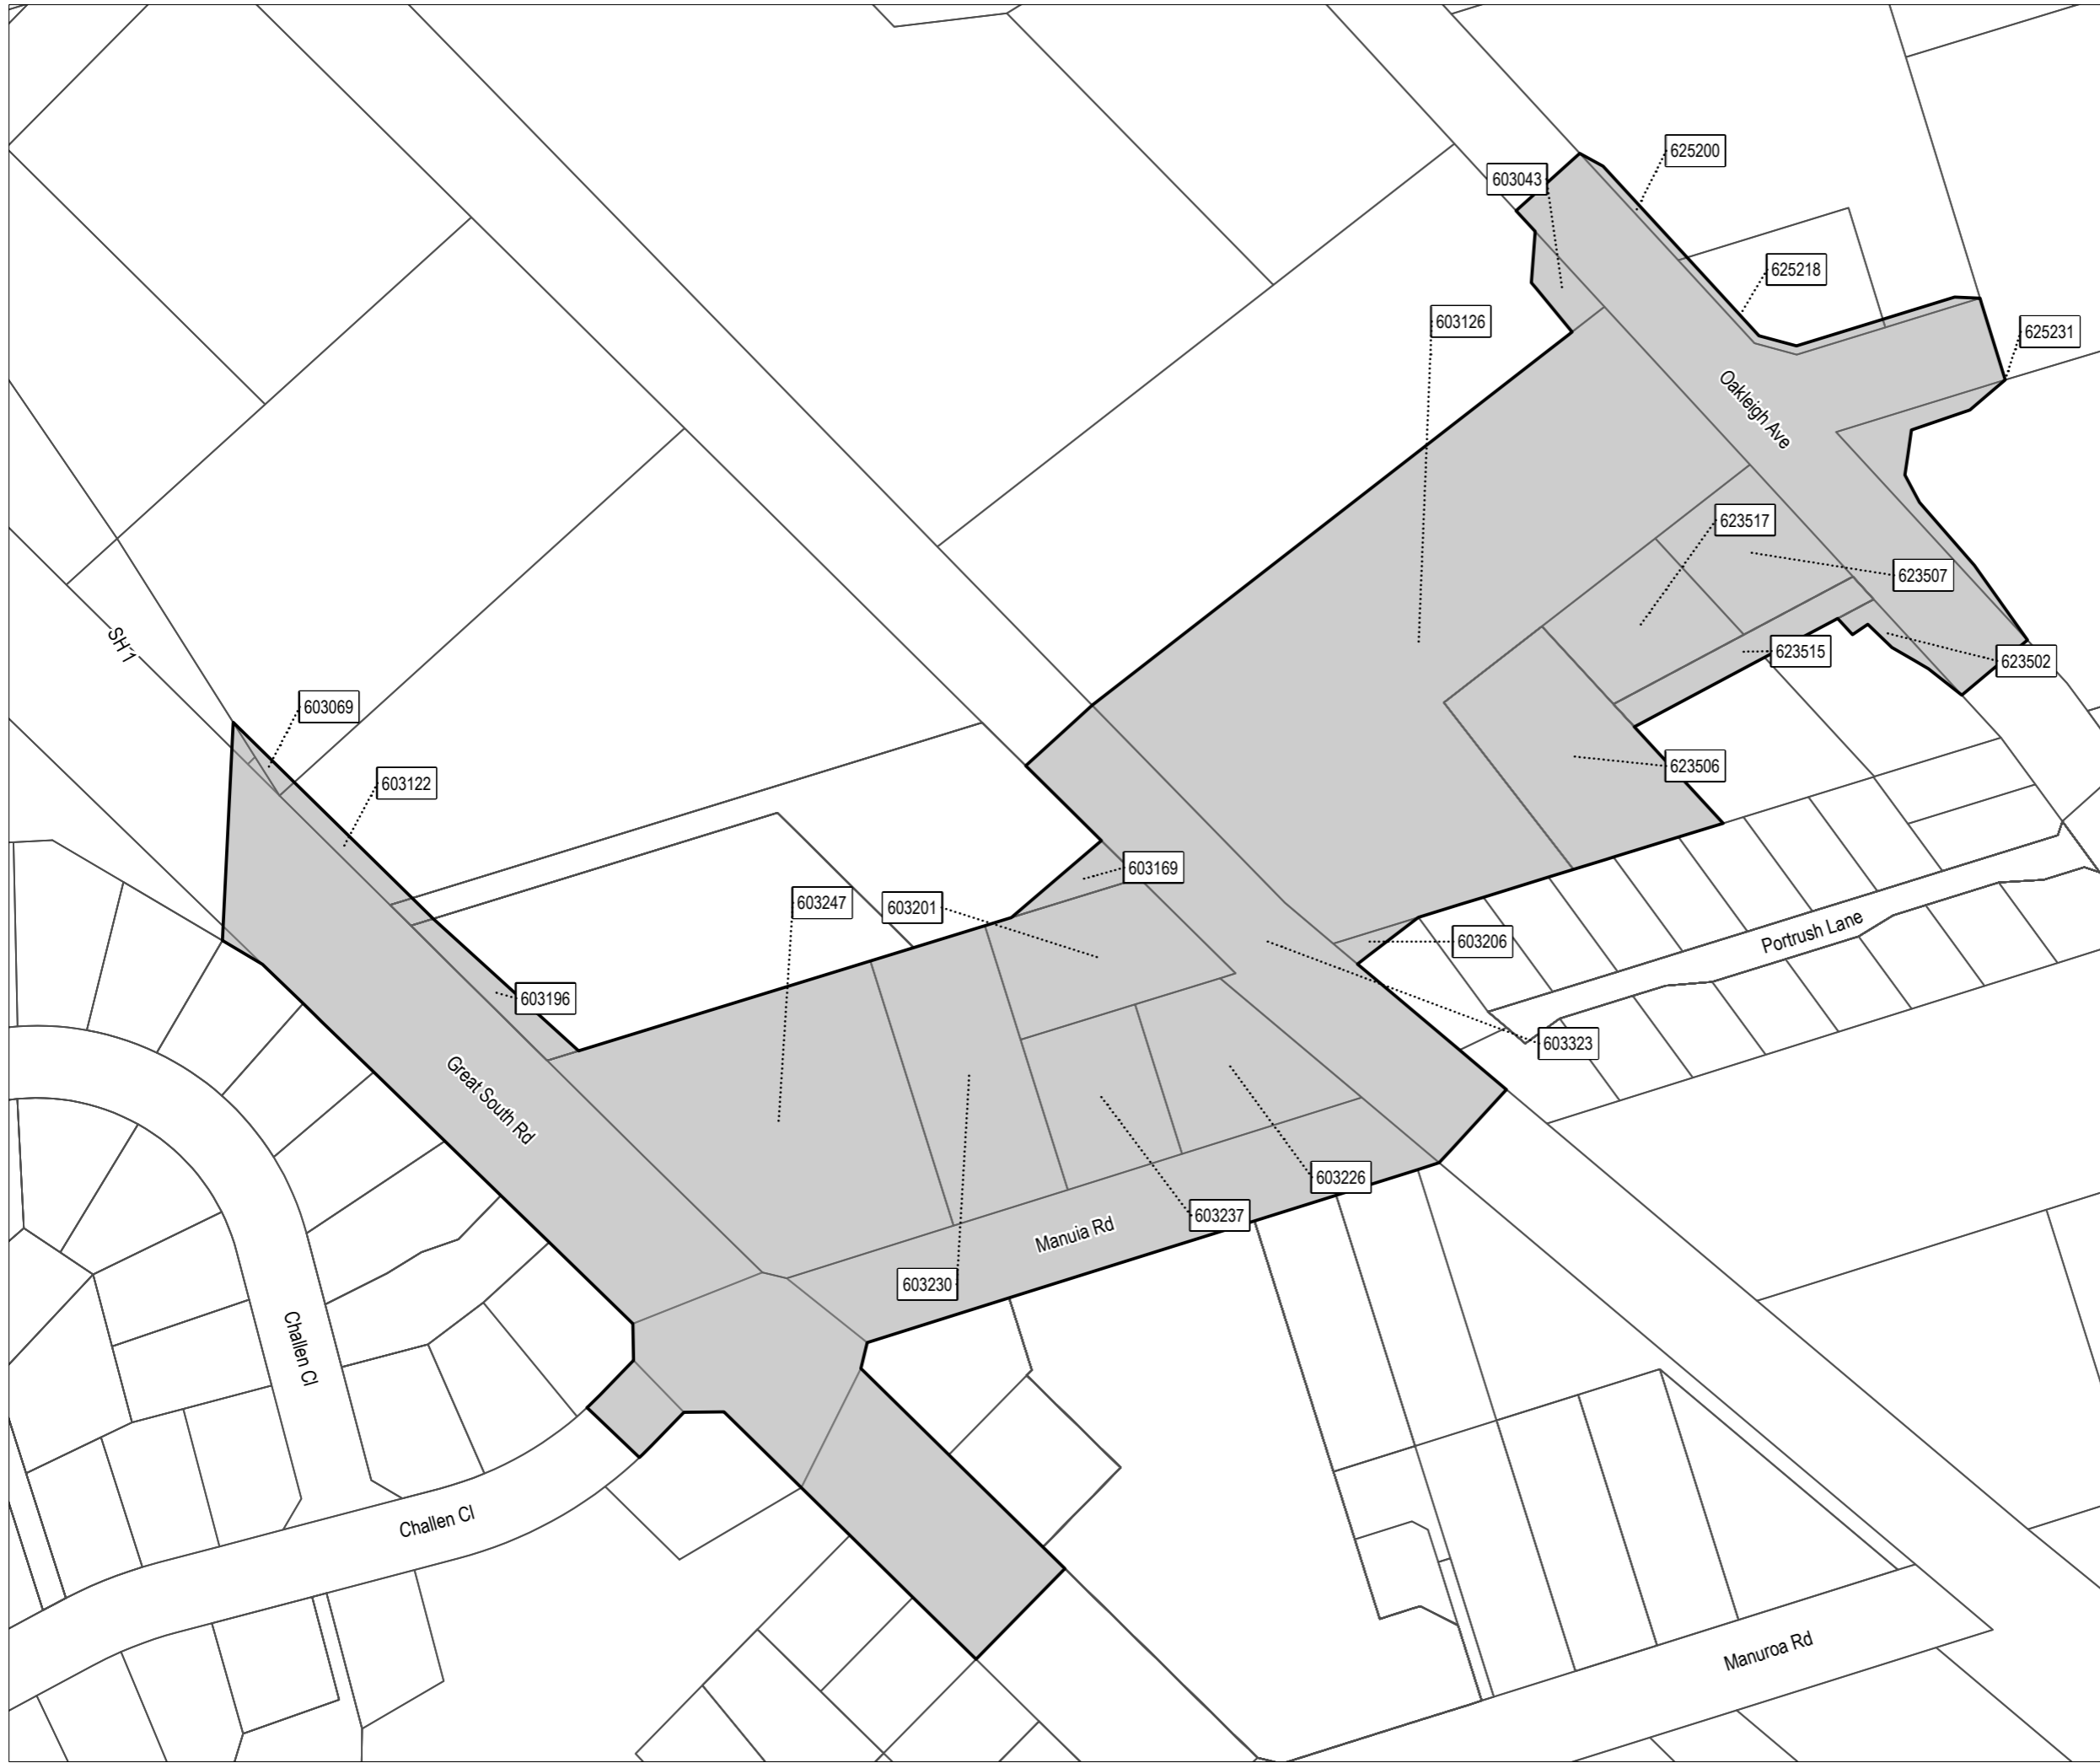 625200
603043
625218
603126
625231
Oakleigh Ave
623517
623507
SH 1
623515
623502
603069
623506
603122
603169
603247
603201
Portrush Lane
603206
603196
603323
Great South Rd
603226
603237
Manuia Rd
603230
Challen Cl
Challen Cl
Manuroa Rd